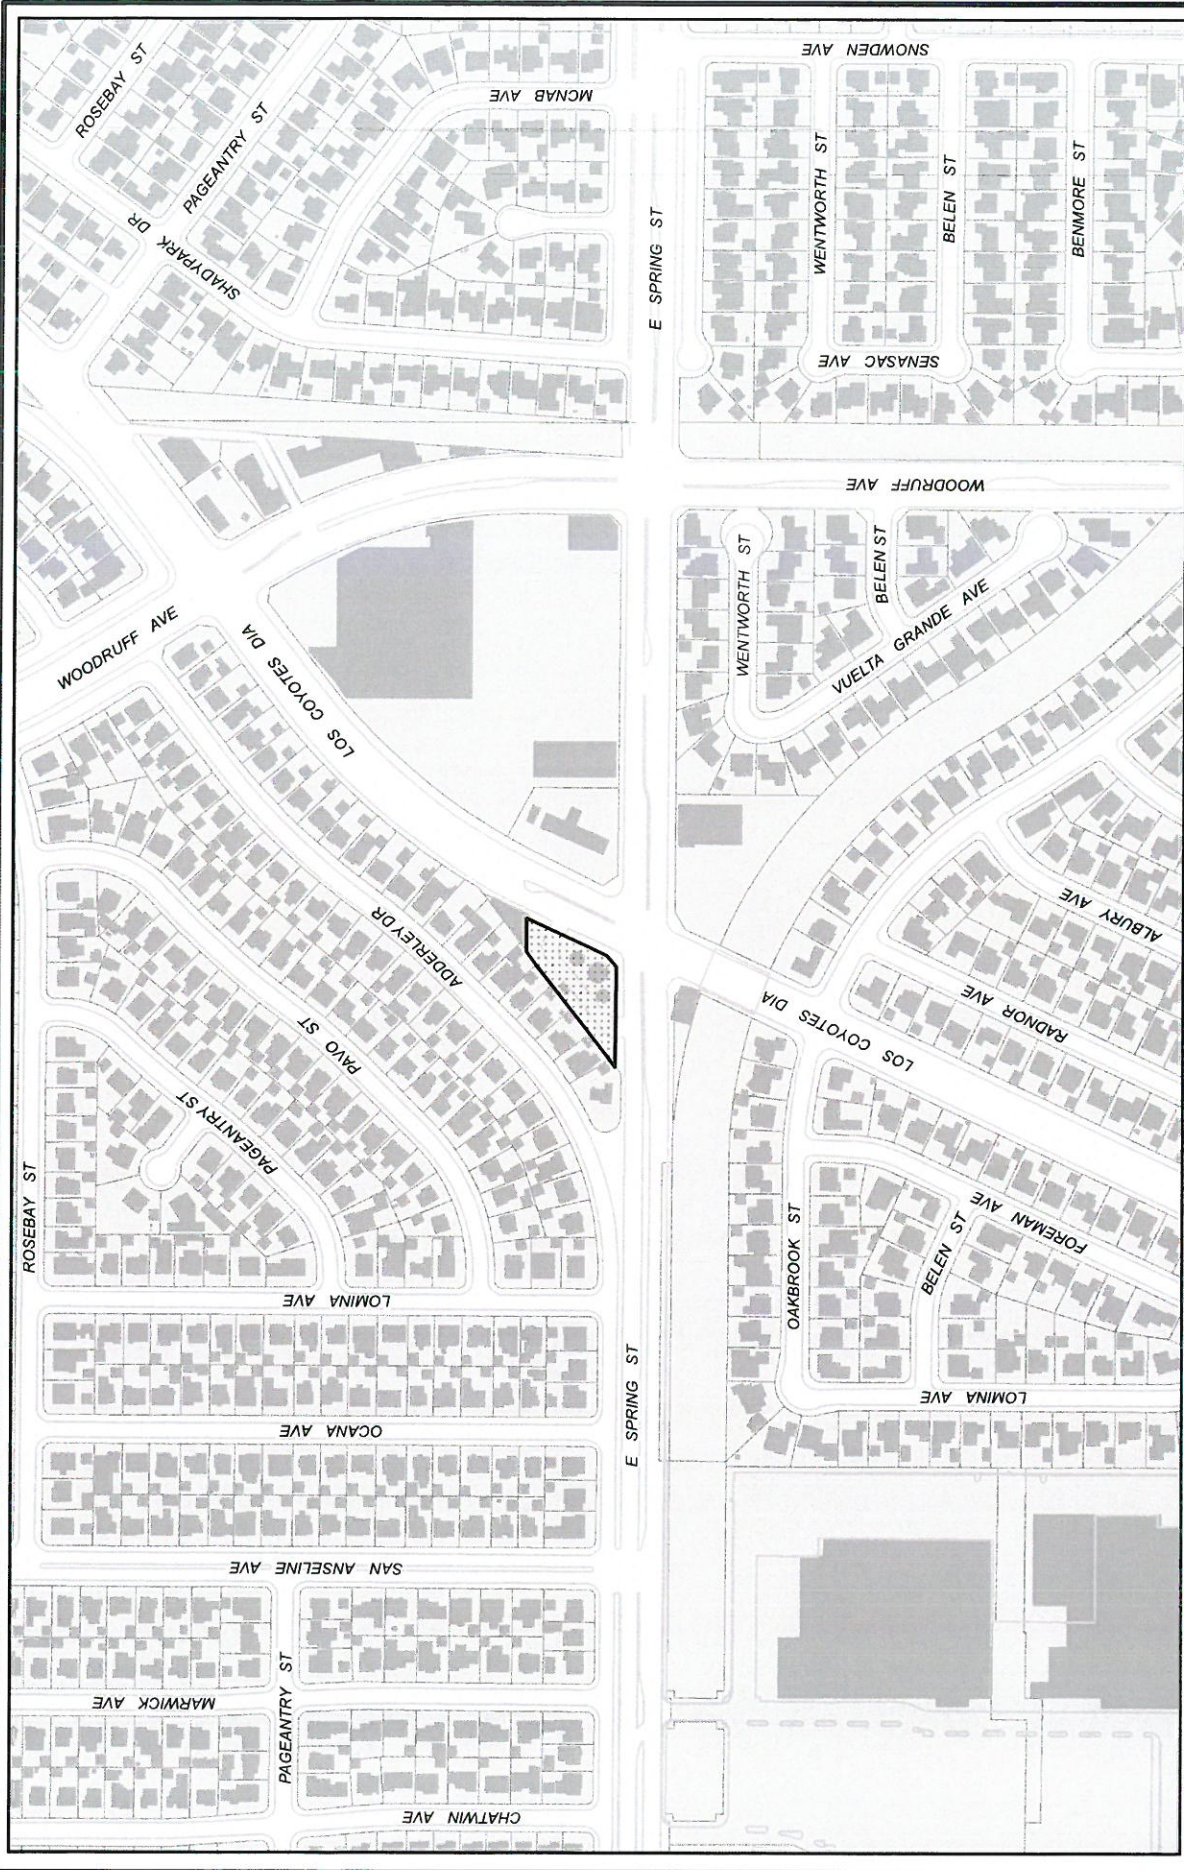 ROSEBAY ST
PAGEANTRY ST
SHADYPARK DR
MCNAB AVE
SNOWDEN AVE
E SPRING ST
WENTWORTH ST
BELEN ST
BENMORE ST
SENASAC AVE
WOODRUFF AVE
WOODRUFF AVE
LOS COYOTES DIA
WENTWORTH ST
BELEN ST
VUELTA GRANDE AVE
ADDERLEY DR
PAVO ST
PAGEANTRY ST
ALBURY AVE
RADNOR AVE
LOS COYOTES DIA
ROSEBAY ST
LOMINA AVE
OAKBROOK ST
BELEN ST
FOREMAN AVE
LOMINA AVE
E SPRING ST
OCANA AVE
SAN ANSELINE AVE
PAGEANTRY ST
MARWICK AVE
CHATWIN AVE